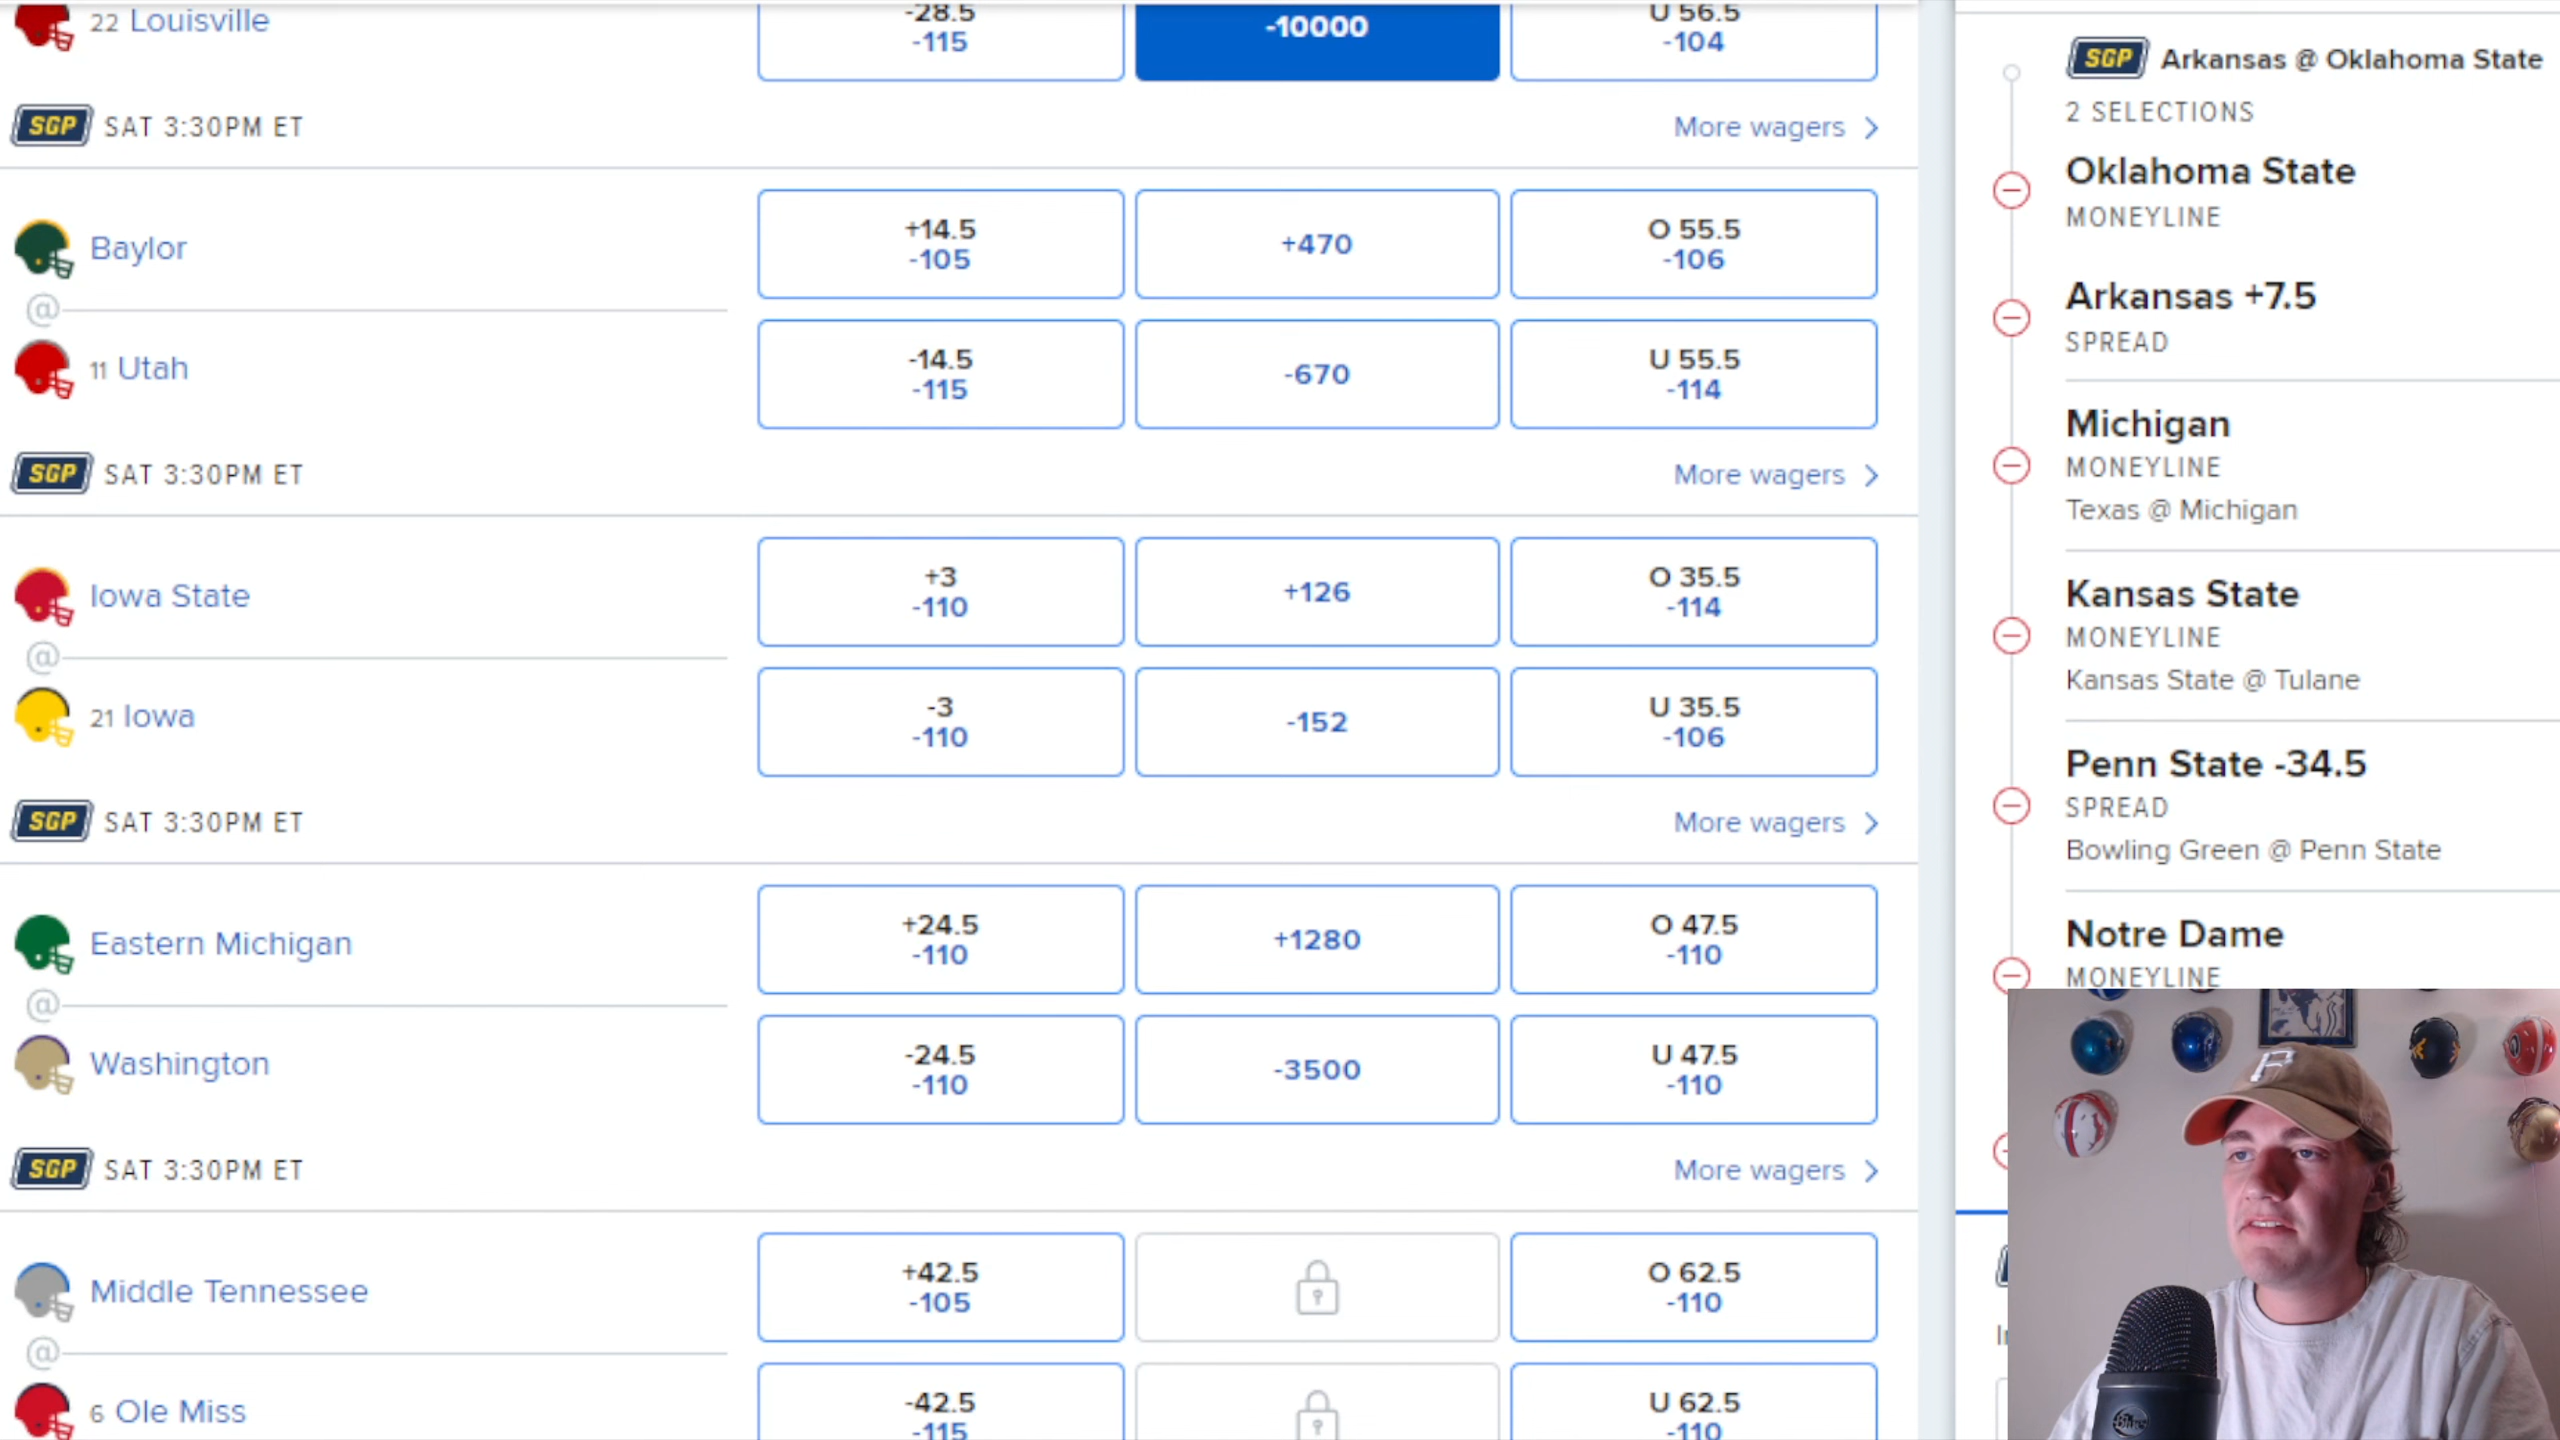 22 Louisville
-28.5
-115
-10000
U 56.5
-104
SGP SAT 3:30PM ET
More wagers
Baylor
+14.5
-105
+470
O 55.5
-106
@
11 Utah
-14.5
-115
-670
U 55.5
-114
SGP SAT 3:30PM ET
More wagers
Iowa State
+3
-110
+126
O 35.5
-114
@
21 Iowa
-3
-110
-152
U 35.5
-106
SGP SAT 3:30PM ET
More wagers
Eastern Michigan
+24.5
-110
+1280
O 47.5
-110
@
Washington
-24.5
-110
-3500
U 47.5
-110
SGP SAT 3:30PM ET
More wagers
Middle Tennessee
+42.5
-105
O 62.5
-110
@
6 Ole Miss
-42.5
-115
U 62.5
-110
SGP Arkansas @ Oklahoma State
2 SELECTIONS
Oklahoma State
MONEYLINE
Arkansas +7.5
SPREAD
Michigan
MONEYLINE
Texas @ Michigan
Kansas State
MONEYLINE
Kansas State @ Tulane
Penn State -34.5
SPREAD
Bowling Green @ Penn State
Notre Dame
MONEYLINE
P
Blue